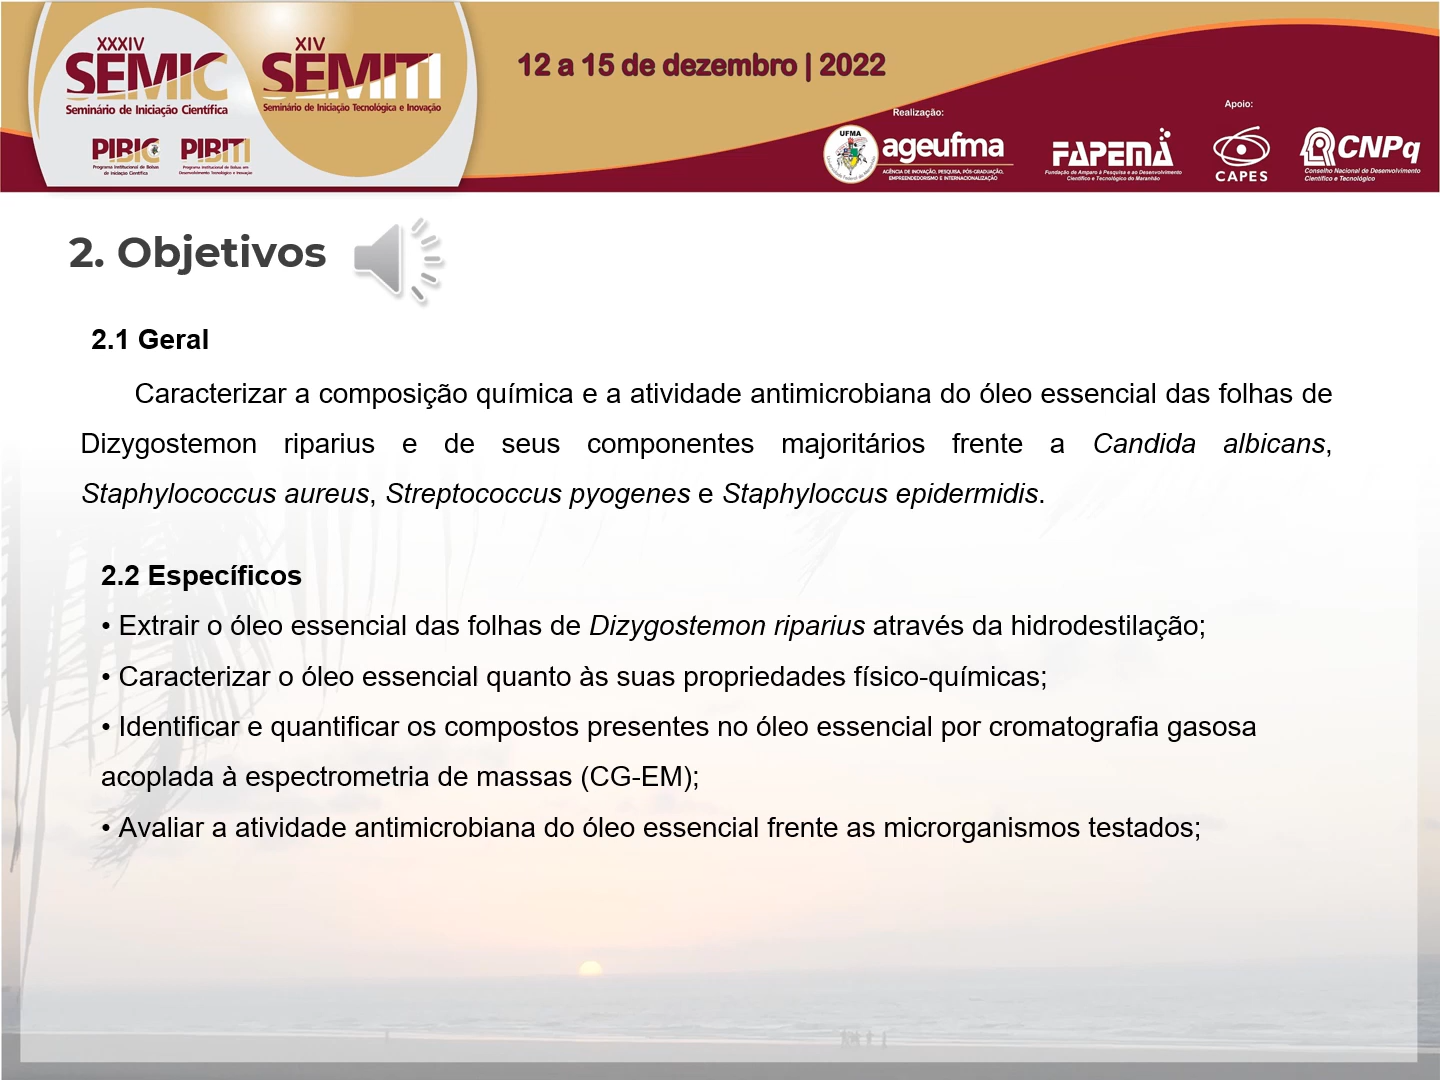 XXXIV
SEMIC
Seminário de Iniciação Científica
XIV
SEMITI
Seminário de Iniciação Tecnológica e Inovação
PIBIC
Programa Institucional de Bolsas
de Iniciação Científica
PIBITI
Programa Institucional de Bolsas em
Desenvolvimento Tecnológico e Inovação
12 a 15 de dezembro | 2022
Realização:
UFMA
ageufma
AGÊNCIA DE INOVAÇÃO, PESQUISA, PÓS-GRADUAÇÃO,
EMPREENDEDORISMO E INTERNACIONALIZAÇÃO
Apoio:
FAPEMA
Fundação de Amparo à Pesquisa e ao Desenvolvimento
Científico e Tecnológico do Maranhão
CAPES
CNPq
Conselho Nacional de Desenvolvimento
Científico e Tecnológico
2. Objetivos
2.1 Geral
Caracterizar a composição química e a atividade antimicrobiana do óleo essencial das folhas de
Dizygostemon riparius e de seus componentes majoritários frente a Candida albicans,
Staphylococcus aureus, Streptococcus pyogenes e Staphyloccus epidermidis.
2.2 Específicos
• Extrair o óleo essencial das folhas de Dizygostemon riparius através da hidrodestilação;
• Caracterizar o óleo essencial quanto às suas propriedades físico-químicas;
• Identificar e quantificar os compostos presentes no óleo essencial por cromatografia gasosa
acoplada à espectrometria de massas (CG-EM);
• Avaliar a atividade antimicrobiana do óleo essencial frente as microrganismos testados;